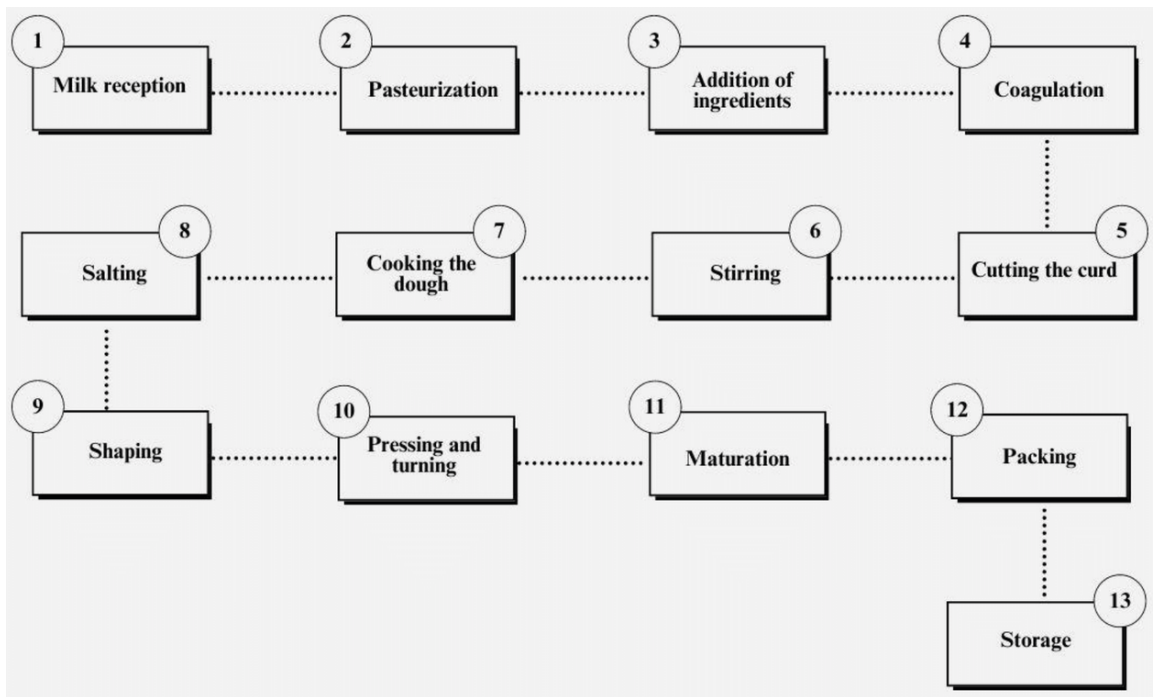 1
Milk reception
2
Pasteurization
3
Addition of
ingredients
4
Coagulation
5
Cutting the curd
6
Stirring
7
Cooking the
dough
8
Salting
9
Shaping
10
Pressing and
turning
11
Maturation
12
Packing
13
Storage